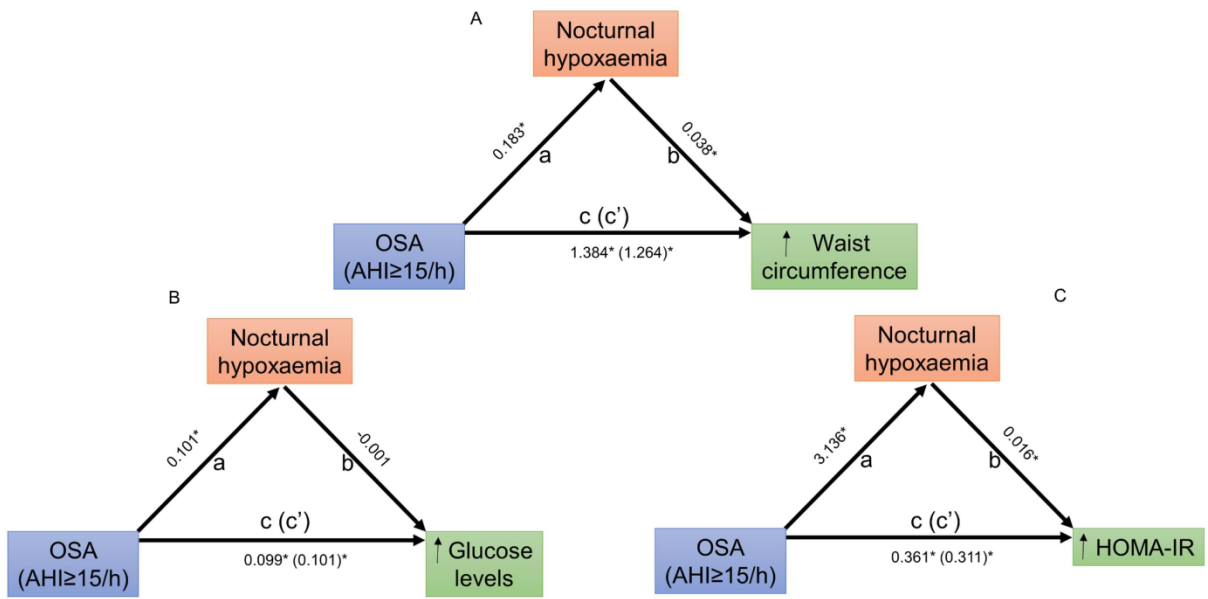 A
Nocturnal
hypoxaemia
0.183*
a
0.038*
b
c (c’)
1.384* (1.264)*
OSA
(AHI≥15/h)
↑ Waist
circumference
B
Nocturnal
hypoxaemia
0.101*
a
-0.001
b
c (c’)
0.099* (0.101)*
OSA
(AHI≥15/h)
↑ Glucose
levels
C
Nocturnal
hypoxaemia
3.136*
a
0.016*
b
c (c’)
0.361* (0.311)*
OSA
(AHI≥15/h)
↑ HOMA-IR